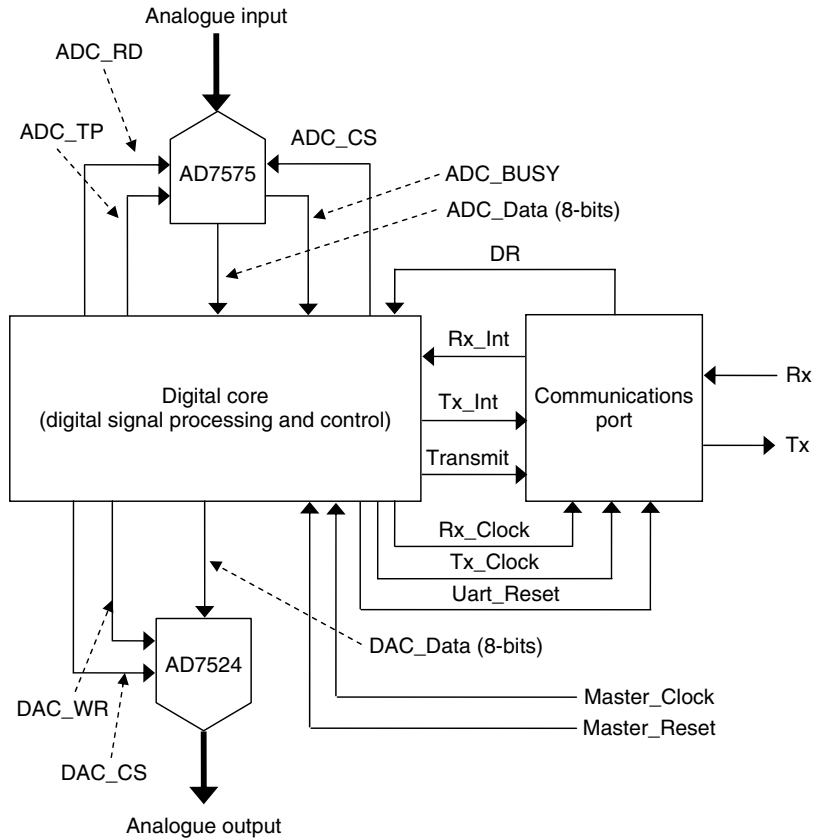 Analogue input
ADC_RD
ADC_TP
ADC_CS
AD7575
ADC_BUSY
ADC_Data (8-bits)
DR
Rx_Int
Rx
Digital core
(digital signal processing and control)
Tx_Int
Communications
port
Tx
Transmit
Rx_Clock
Tx_Clock
Uart_Reset
DAC_Data (8-bits)
AD7524
DAC_WR
Master_Clock
Master_Reset
DAC_CS
Analogue output